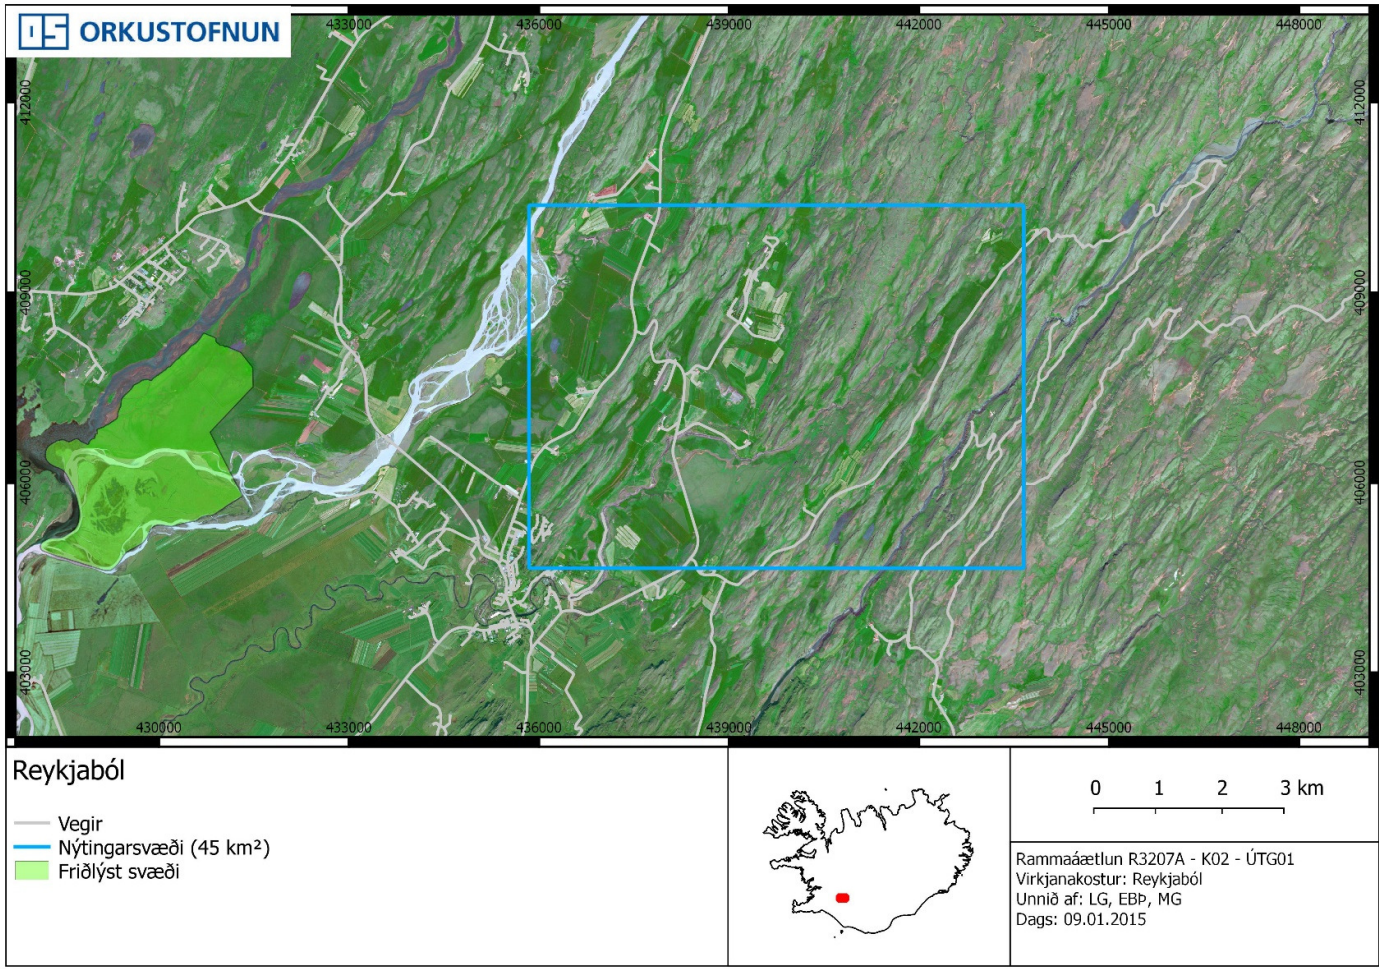 ORKUSTOFNUN
433000 436000 439000 442000 445000 448000
412000 412000
409000 409000
406000 406000
403000 403000
430000 433000 436000 439000 442000 445000 448000
Reykjaból
Vegir
Nýtingarsvæði (45 km²)
Friðlýst svæði
0 1 2 3 km
Rammaáætlun R3207A - K02 - ÚTG01
Virkjanakostur: Reykjaból
Unnið af: LG, EBÞ, MG
Dags: 09.01.2015